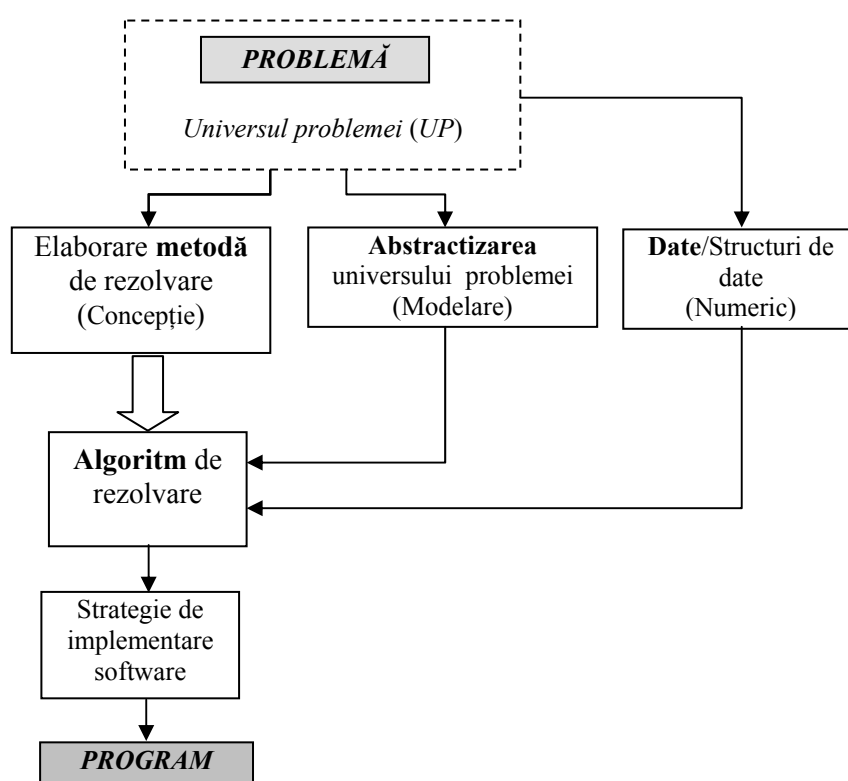 PROBLEMĂ
Universul problemei (UP)
Elaborare metodă
de rezolvare
(Concepție)
Abstractizarea
universului problemei
(Modelare)
Date/Structuri de
date
(Numeric)
Algoritm de
rezolvare
Strategie de
implementare
software
PROGRAM